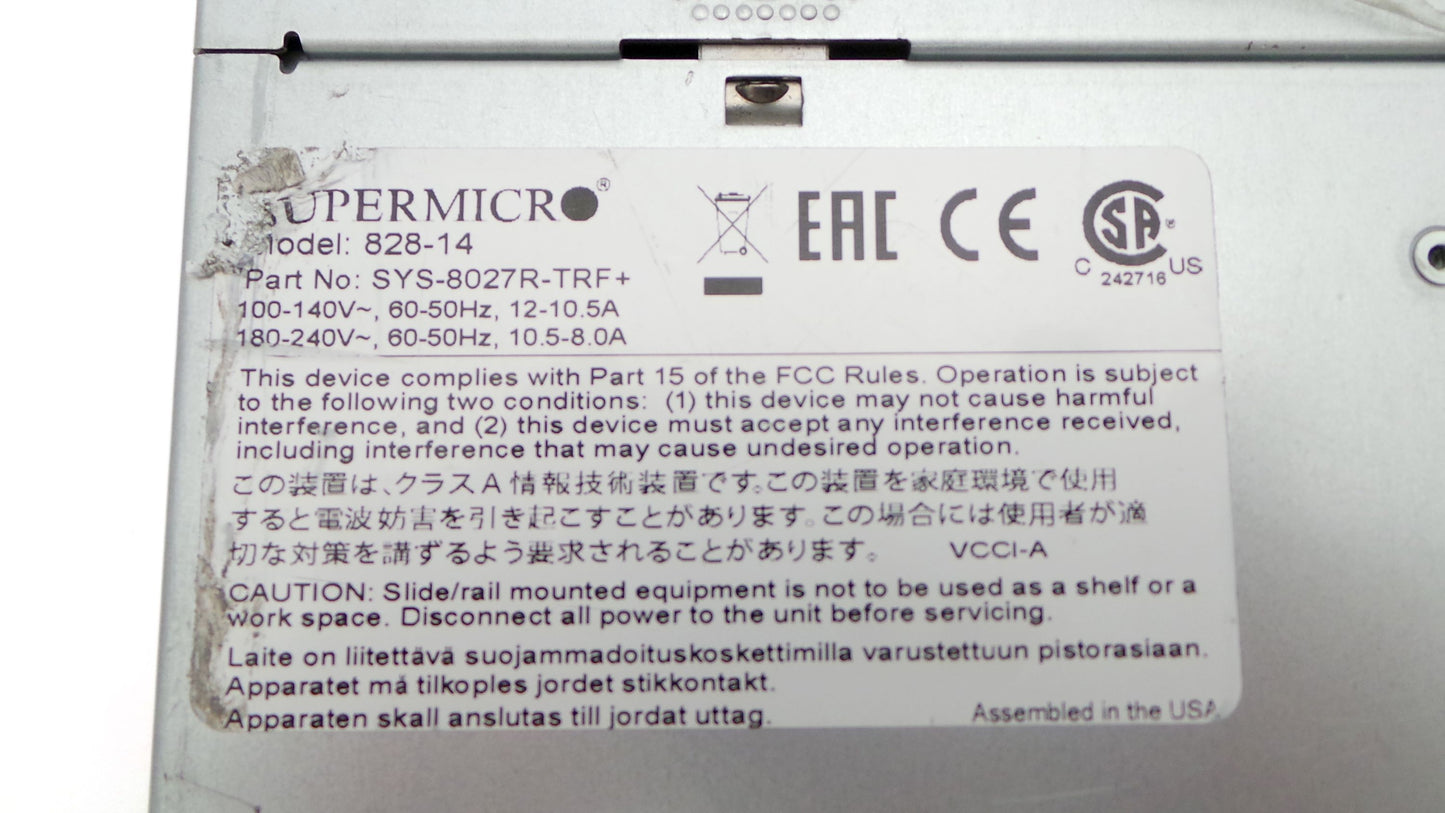 SUPERMICR●®
Model: 828-14
Part No: SYS-8027R-TRF+
100-140V~, 60-50Hz, 12-10.5A
180-240V~, 60-50Hz, 10.5-8.0A
EAC CE CSA®
C 242716 US
This device complies with Part 15 of the FCC Rules. Operation is subject
to the following two conditions: (1) this device may not cause harmful
interference, and (2) this device must accept any interference received,
including interference that may cause undesired operation.
この装置は、クラスA情報技術装置です。この装置を家庭環境で使用
すると電波妨害を引き起こすことがあります。この場合には使用者が適
切な対策を講ずるよう要求されることがあります。 VCCI-A
CAUTION: Slide/rail mounted equipment is not to be used as a shelf or a
work space. Disconnect all power to the unit before servicing.
Laite on liitettävä suojammadoituskoskettimilla varustettuun pistorasiaan.
Apparatet må tilkoples jordet stikkontakt.
Apparaten skall anslutas till jordat uttag.
Assembled in the USA